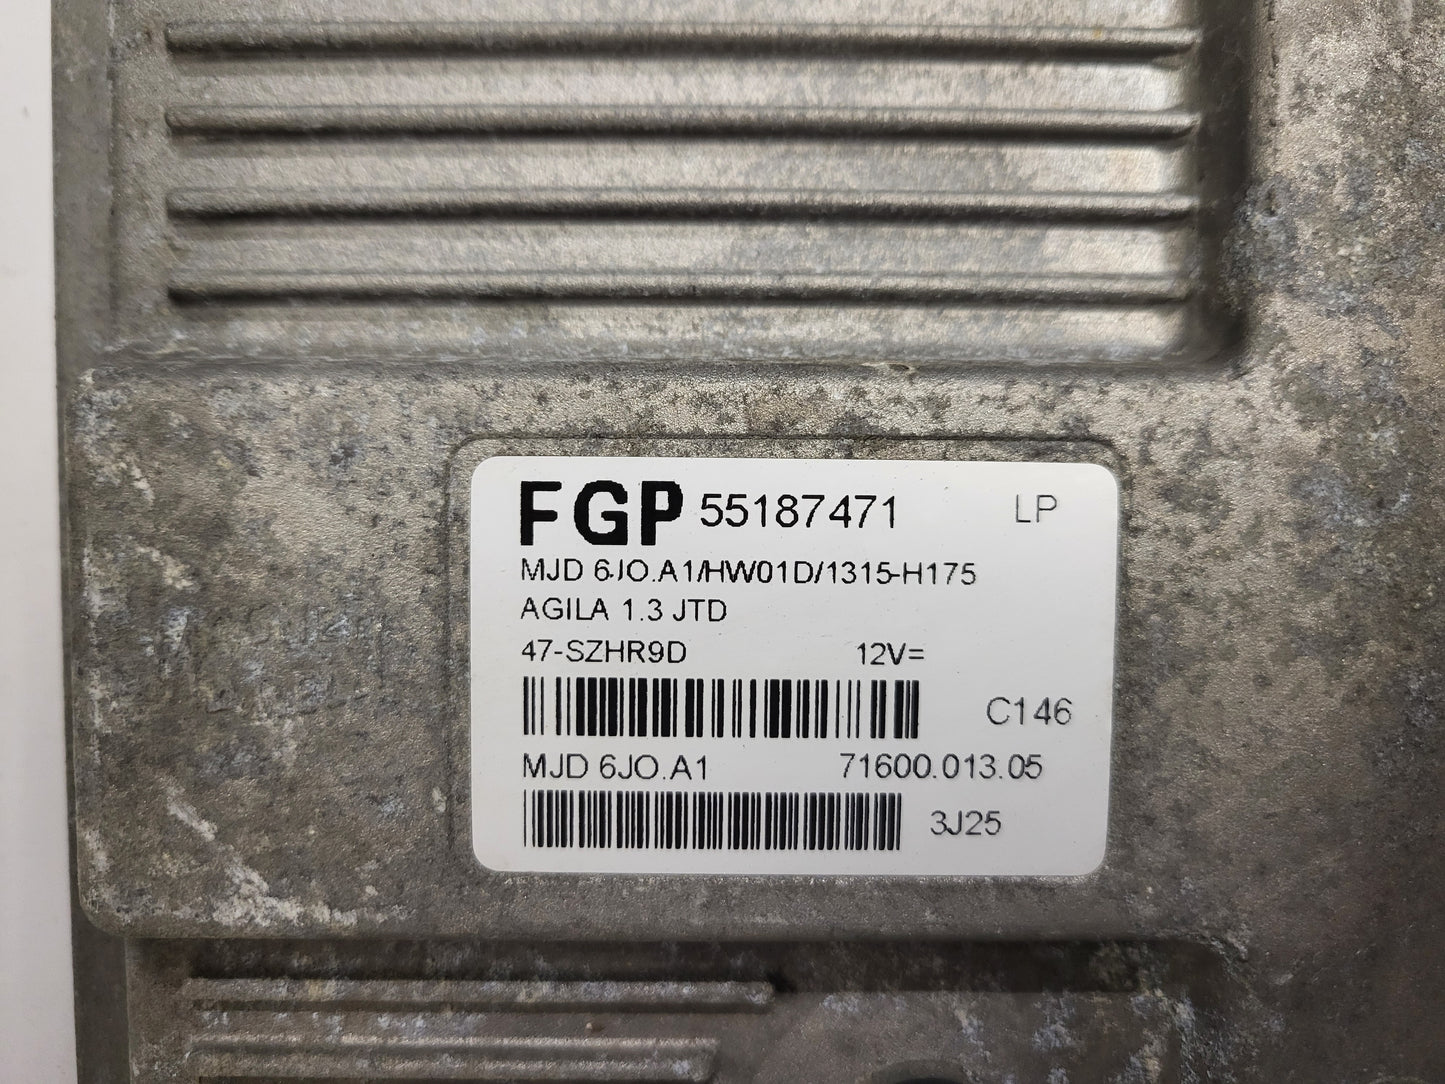 FGP 55187471 LP
MJD 6JO.A1/HW01D/1315-H175
AGILA 1.3 JTD
47-SZHR9D 12V=
C146
MJD 6JO.A1 71600.013.05
3J25